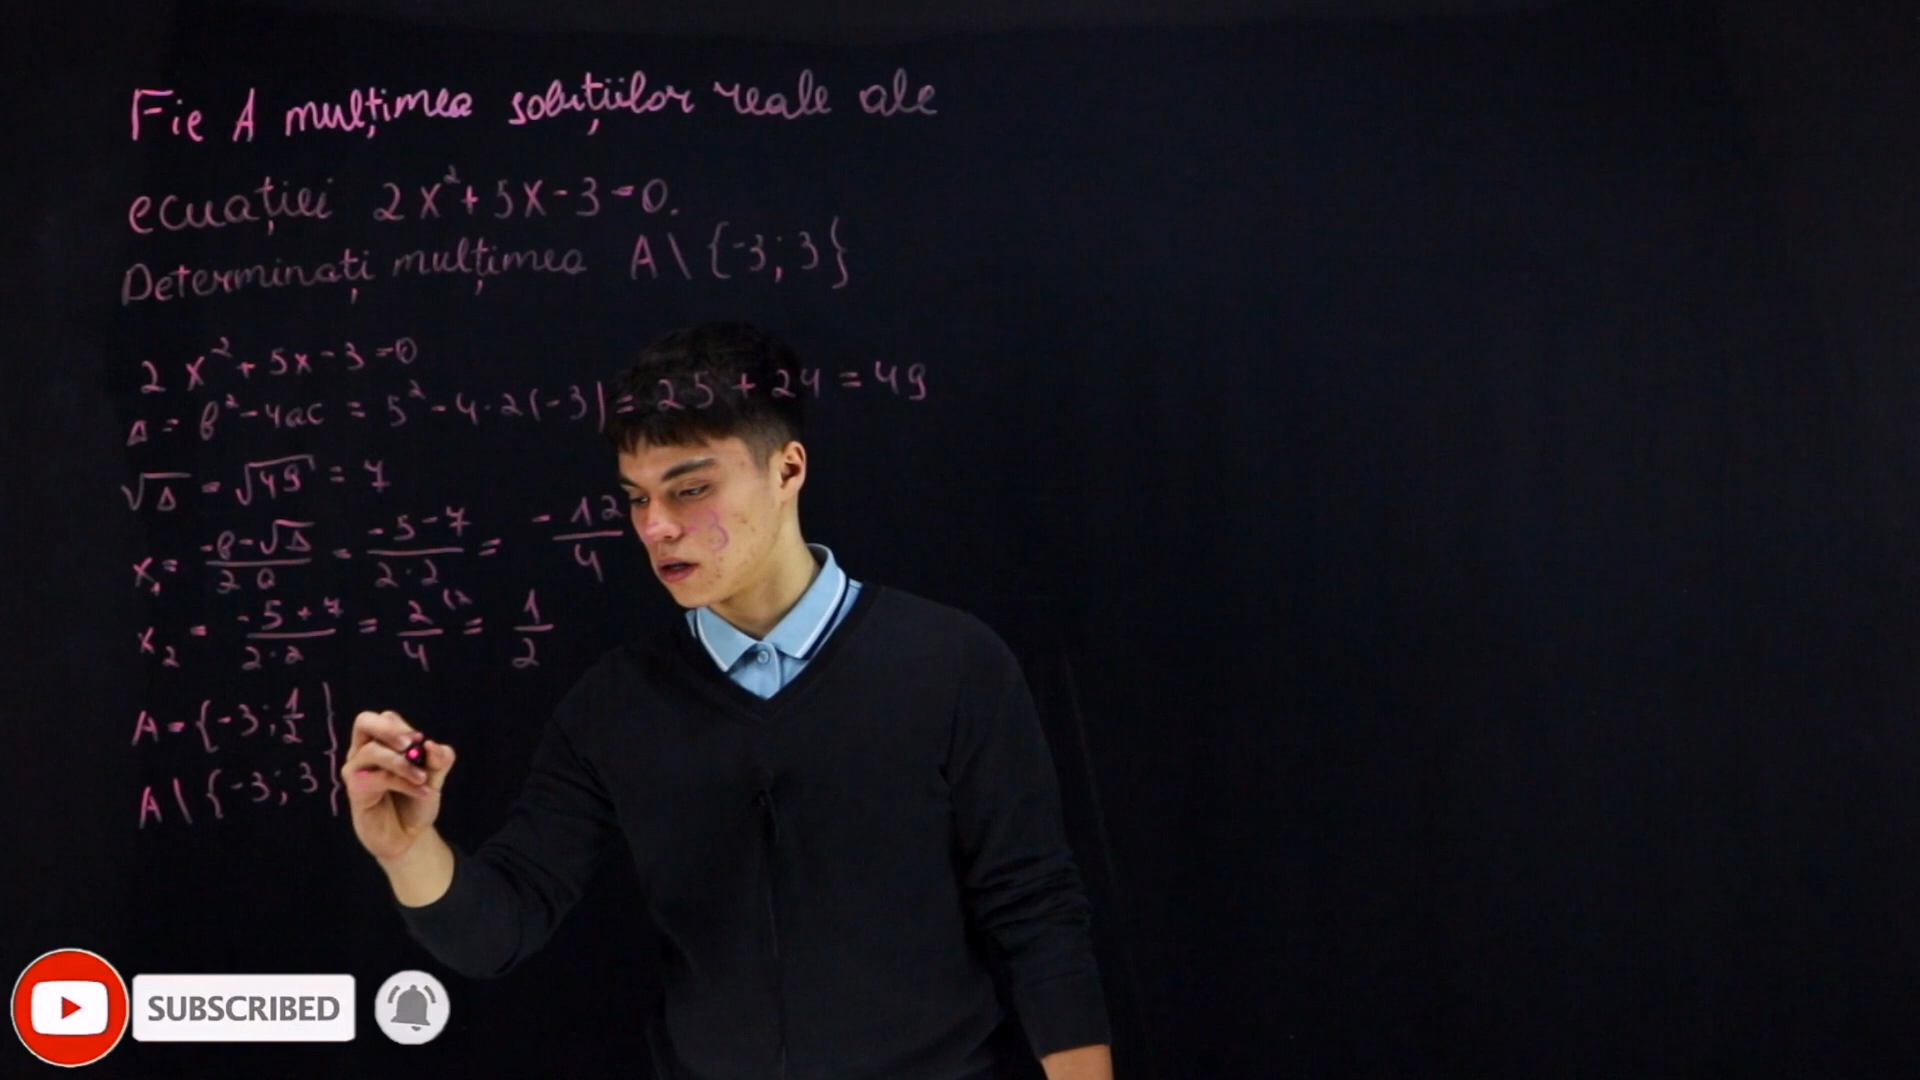 Fie A mulțimea soluțiilor reale ale
ecuației 2x²+5x-3=0.
Determinați mulțimea A\{-3;3}
2x²+5x-3=0
Δ=b²-4ac=5²-4·2(-3)=25+24=49
√Δ=√49=7
x₁=(-b-√Δ)/(2a)=(-5-7)/(2·2)=-12/4 -3
x₂=(-5+7)/(2·2)=2/4 (2=1/2
A={-3;1/2}
A\{-3;3}
SUBSCRIBED